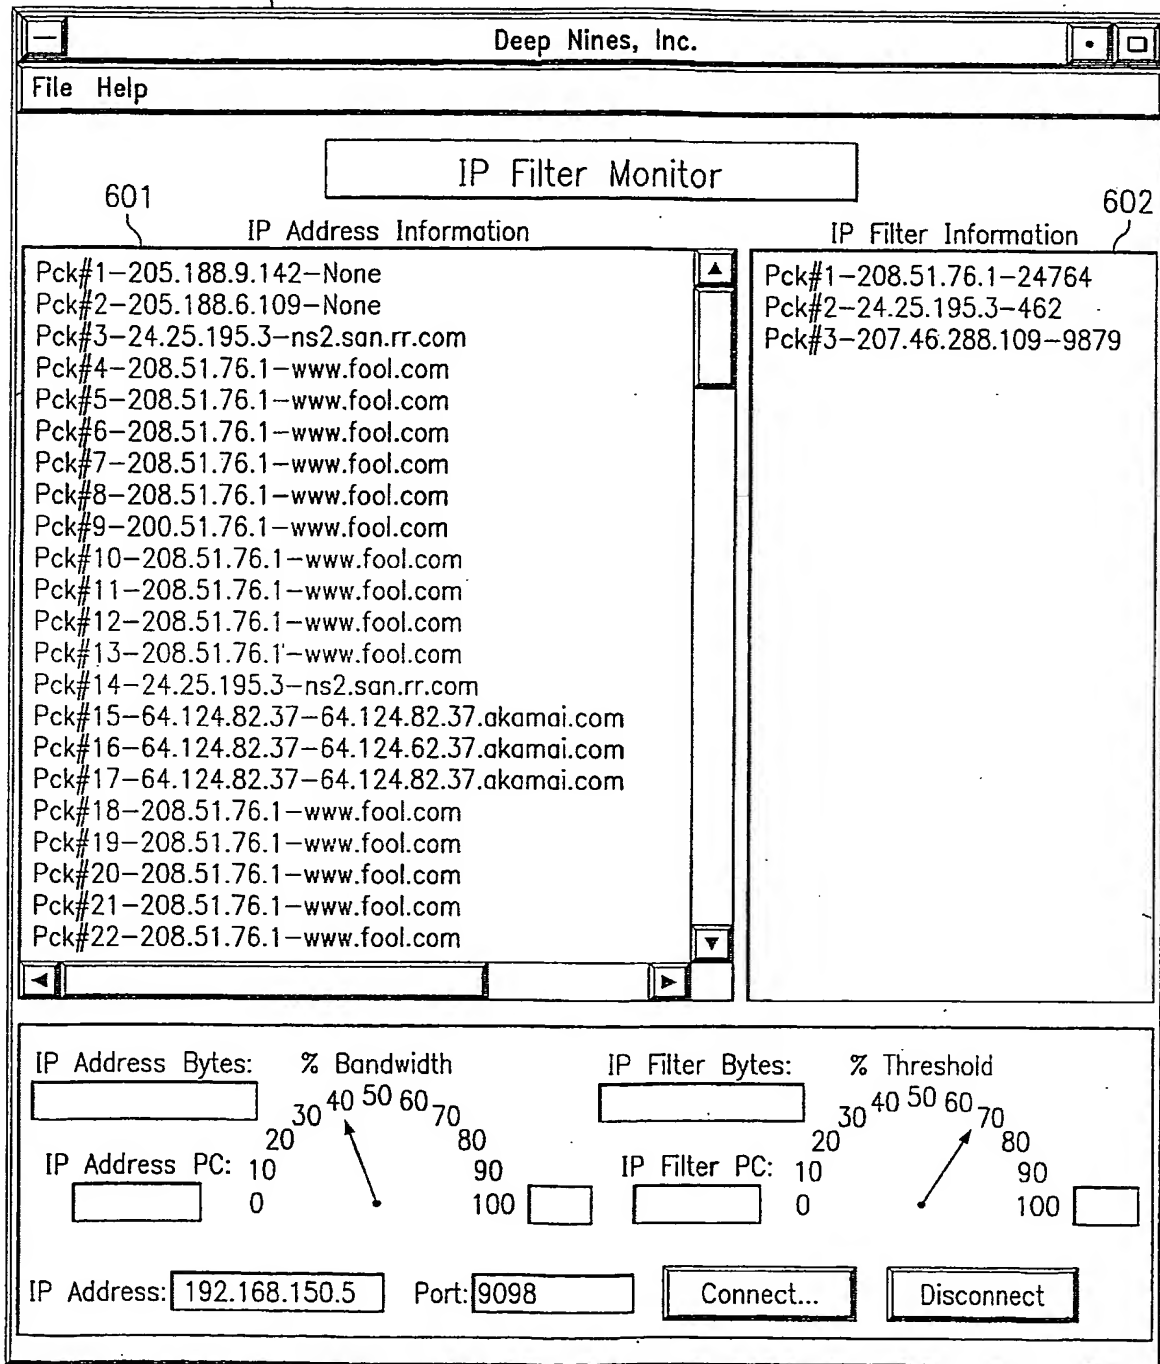 Deep Nines, Inc.
File Help
IP Filter Monitor
601
602
IP Address Information
Pck#1-205.188.9.142-None
Pck#2-205.188.6.109-None
Pck#3-24.25.195.3-ns2.san.rr.com
Pck#4-208.51.76.1-www.fool.com
Pck#5-208.51.76.1-www.fool.com
Pck#6-208.51.76.1-www.fool.com
Pck#7-208.51.76.1-www.fool.com
Pck#8-208.51.76.1-www.fool.com
Pck#9-200.51.76.1-www.fool.com
Pck#10-208.51.76.1-www.fool.com
Pck#11-208.51.76.1-www.fool.com
Pck#12-208.51.76.1-www.fool.com
Pck#13-208.51.76.1-www.fool.com
Pck#14-24.25.195.3-ns2.san.rr.com
Pck#15-64.124.82.37-64.124.82.37.akamai.com
Pck#16-64.124.82.37-64.124.62.37.akamai.com
Pck#17-64.124.82.37-64.124.82.37.akamai.com
Pck#18-208.51.76.1-www.fool.com
Pck#19-208.51.76.1-www.fool.com
Pck#20-208.51.76.1-www.fool.com
Pck#21-208.51.76.1-www.fool.com
Pck#22-208.51.76.1-www.fool.com
IP Filter Information
Pck#1-208.51.76.1-24764
Pck#2-24.25.195.3-462
Pck#3-207.46.288.109-9879
IP Address Bytes:
% Bandwidth
0 10 20 30 40 50 60 70 80 90 100
IP Address PC:
IP Filter Bytes:
% Threshold
0 10 20 30 40 50 60 70 80 90 100
IP Filter PC:
IP Address: 192.168.150.5 Port: 9098 Connect... Disconnect